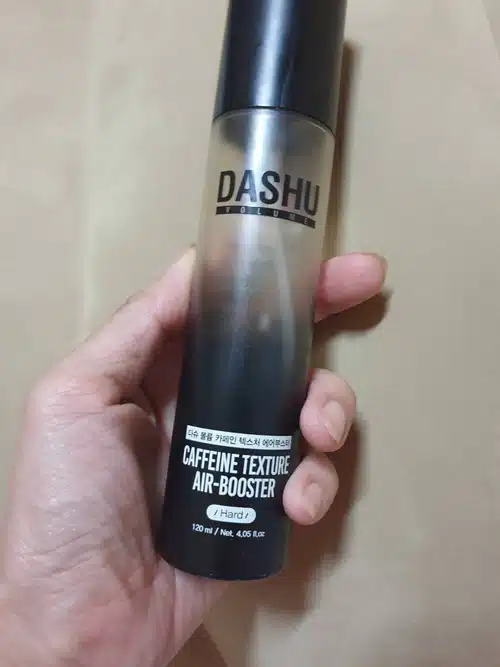 DASHU
VOLUME
다슈 볼륨 카페인 텍스처 에어부스터
CAFFEINE TEXTURE
AIR-BOOSTER
/ Hard /
120 ml / Net. 4.05 fl.oz